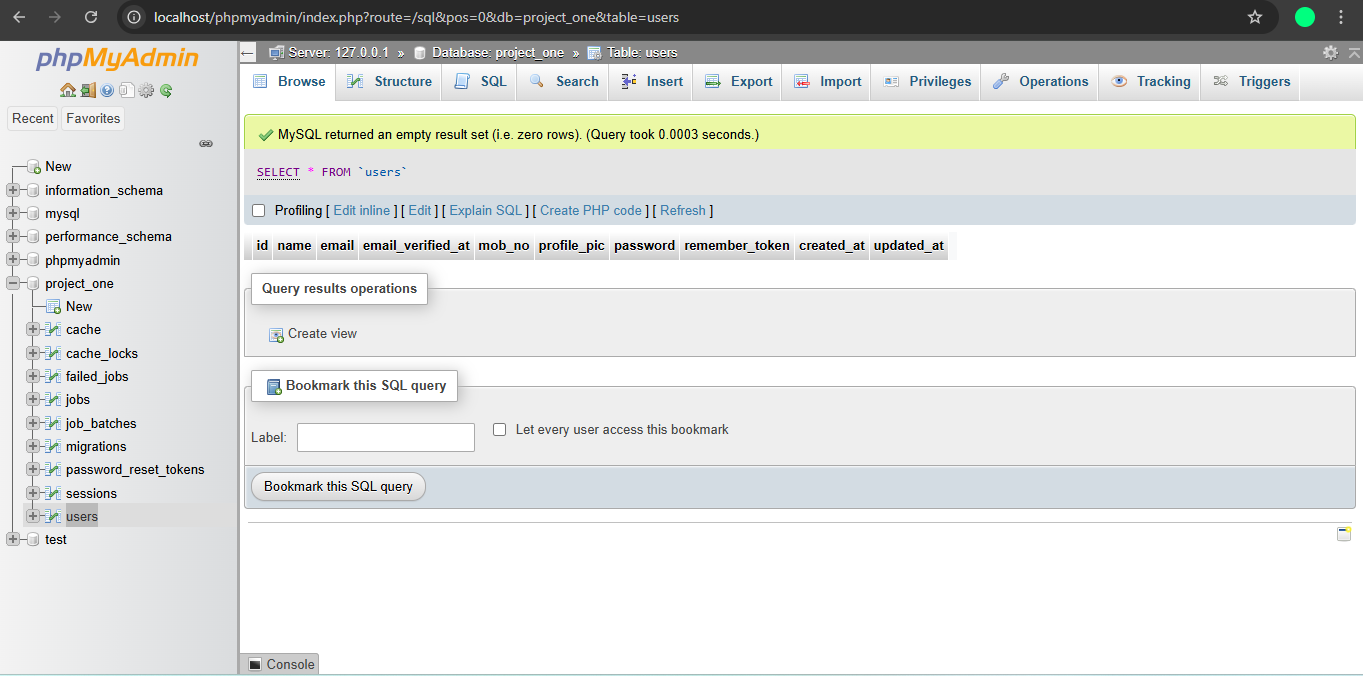 localhost/phpmyadmin/index.php?route=/sql&pos=0&db=project_one&table=users
phpMyAdmin
Recent Favorites
New
information_schema
mysql
performance_schema
phpmyadmin
project_one
New
cache
cache_locks
failed_jobs
jobs
job_batches
migrations
password_reset_tokens
sessions
users
test
Server: 127.0.0.1 » Database: project_one » Table: users
Browse Structure SQL Search Insert Export Import Privileges Operations Tracking Triggers
MySQL returned an empty result set (i.e. zero rows). (Query took 0.0003 seconds.)
SELECT * FROM `users`
Profiling [ Edit inline ] [ Edit ] [ Explain SQL ] [ Create PHP code ] [ Refresh ]
id name email email_verified_at mob_no profile_pic password remember_token created_at updated_at
Query results operations
Create view
Bookmark this SQL query
Label: Let every user access this bookmark
Bookmark this SQL query
Console